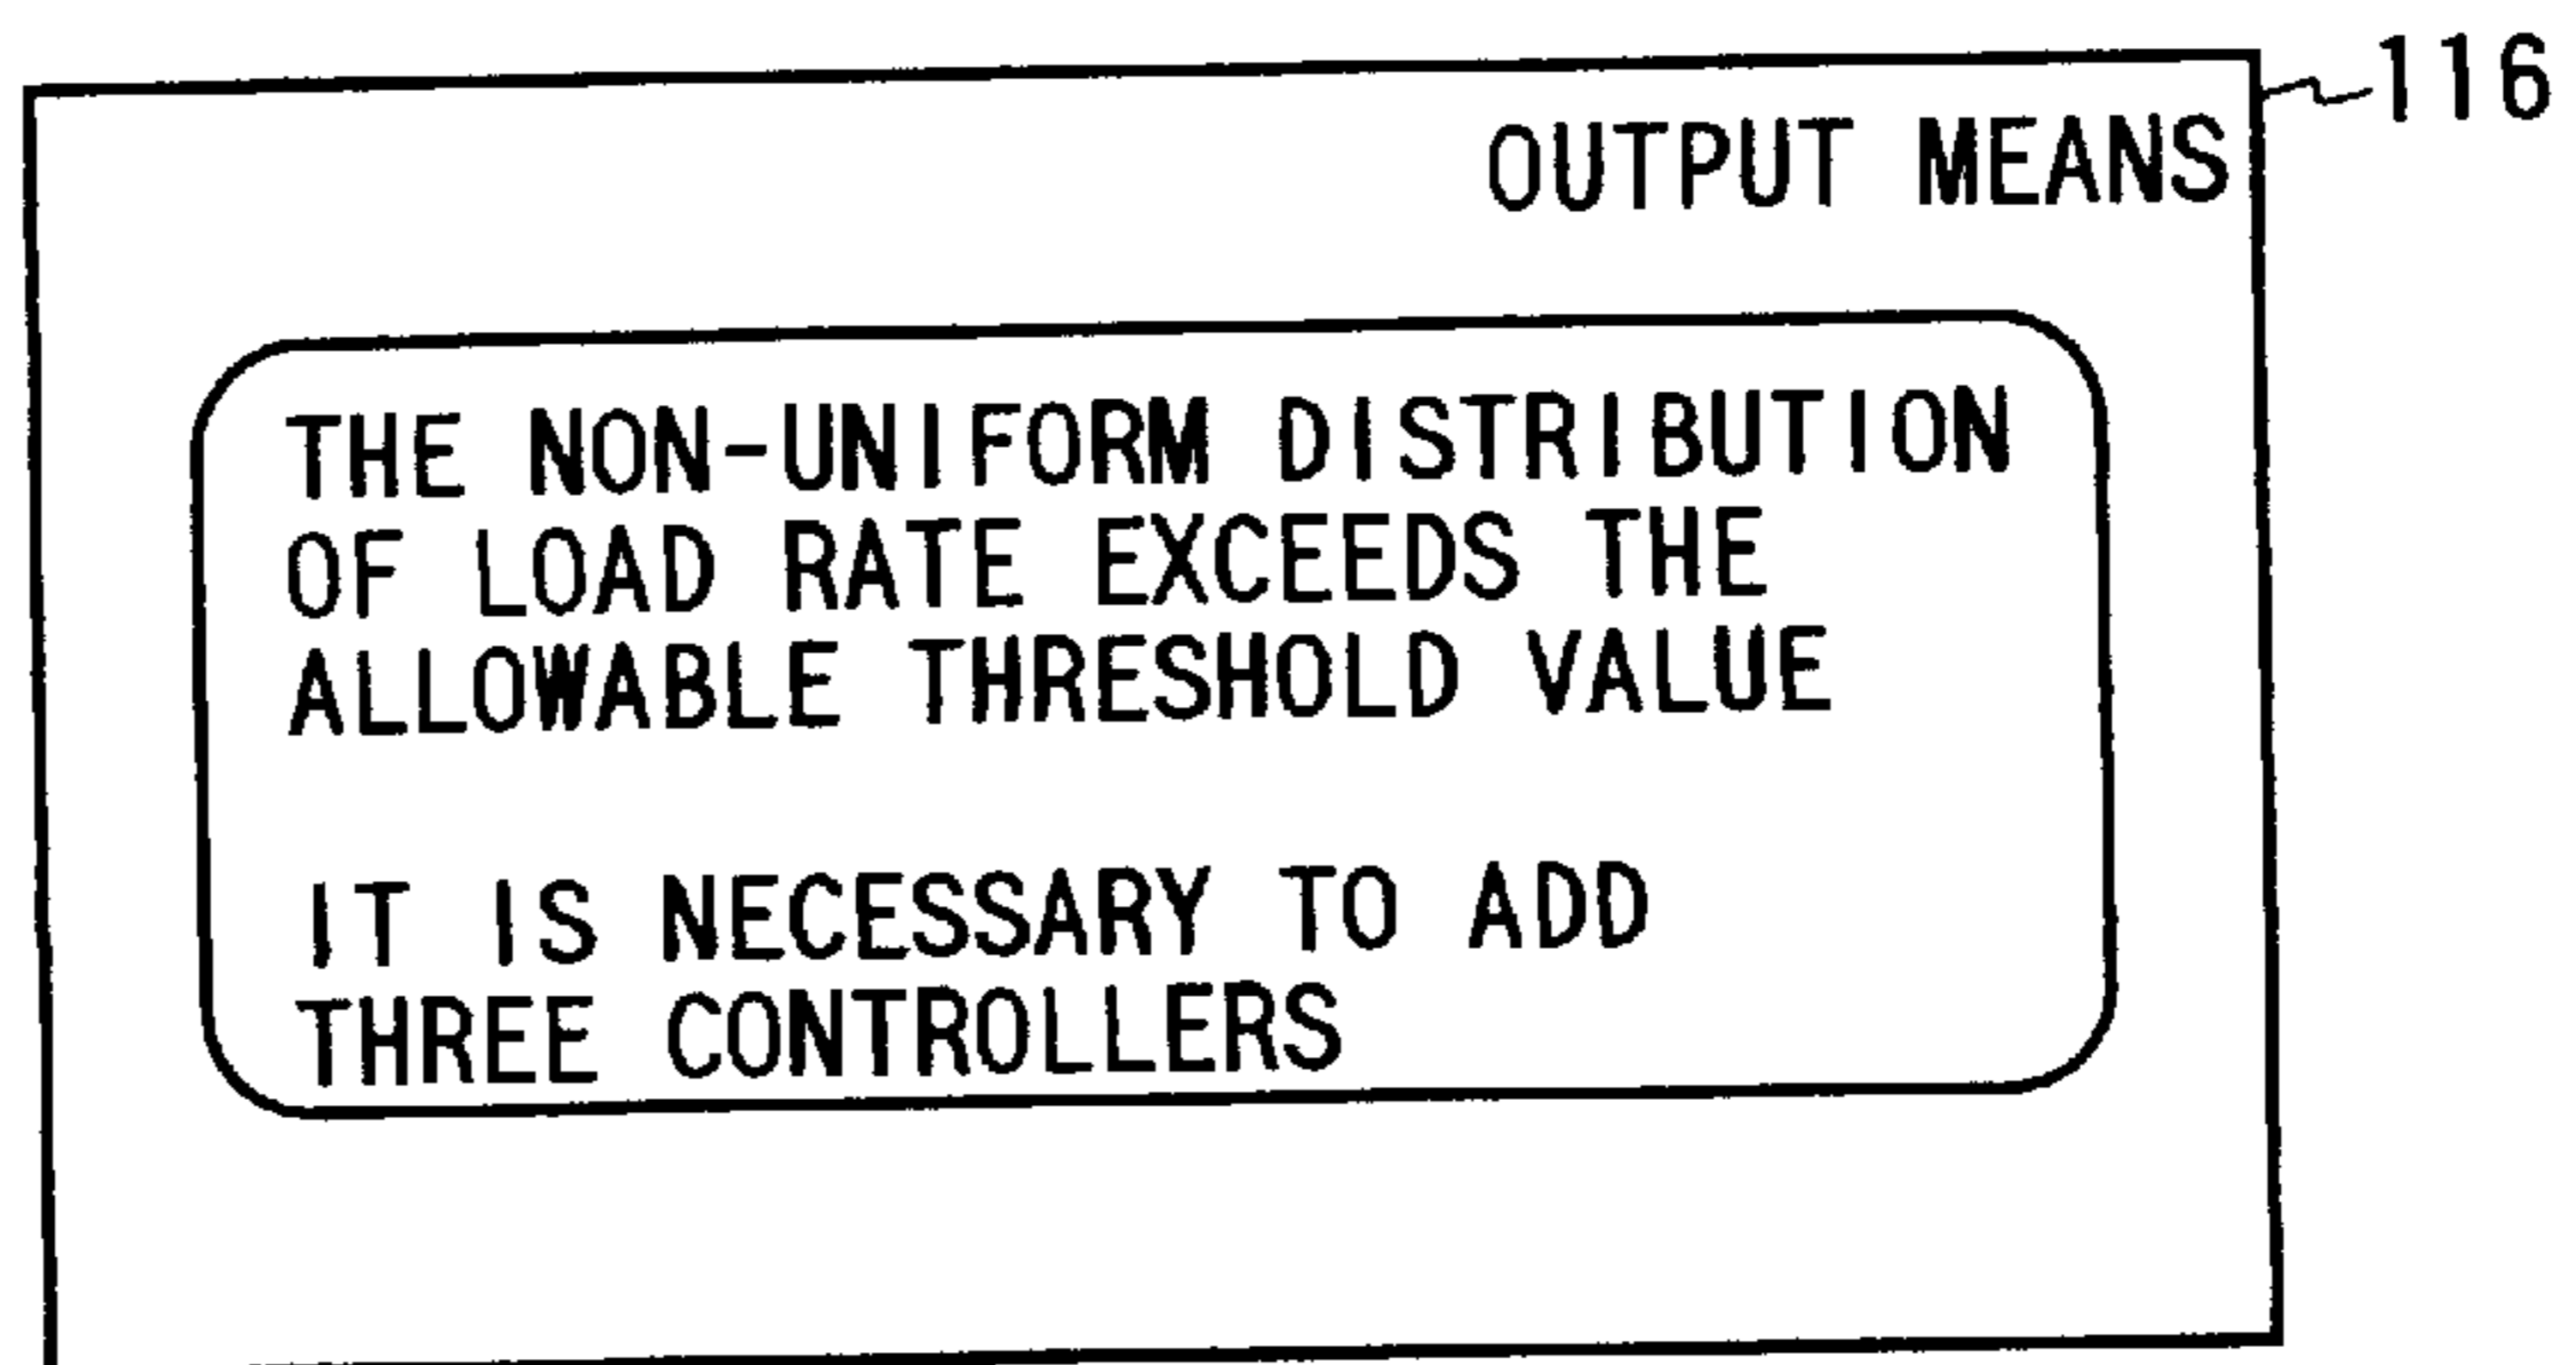 116
OUTPUT MEANS
THE NON-UNIFORM DISTRIBUTION
OF LOAD RATE EXCEEDS THE
ALLOWABLE THRESHOLD VALUE
IT IS NECESSARY TO ADD
THREE CONTROLLERS